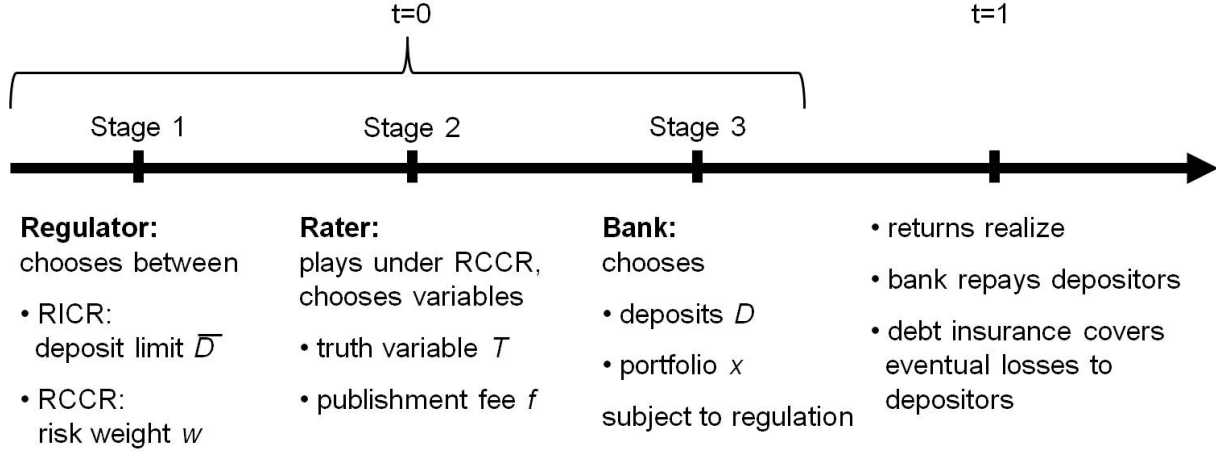 t=0
t=1
Stage 1
Stage 2
Stage 3
Regulator:
chooses between
• RICR:
deposit limit D̅
• RCCR:
risk weight w
Rater:
plays under RCCR,
chooses variables
• truth variable T
• publishment fee f
Bank:
chooses
• deposits D
• portfolio x
subject to regulation
• returns realize
• bank repays depositors
• debt insurance covers
eventual losses to
depositors